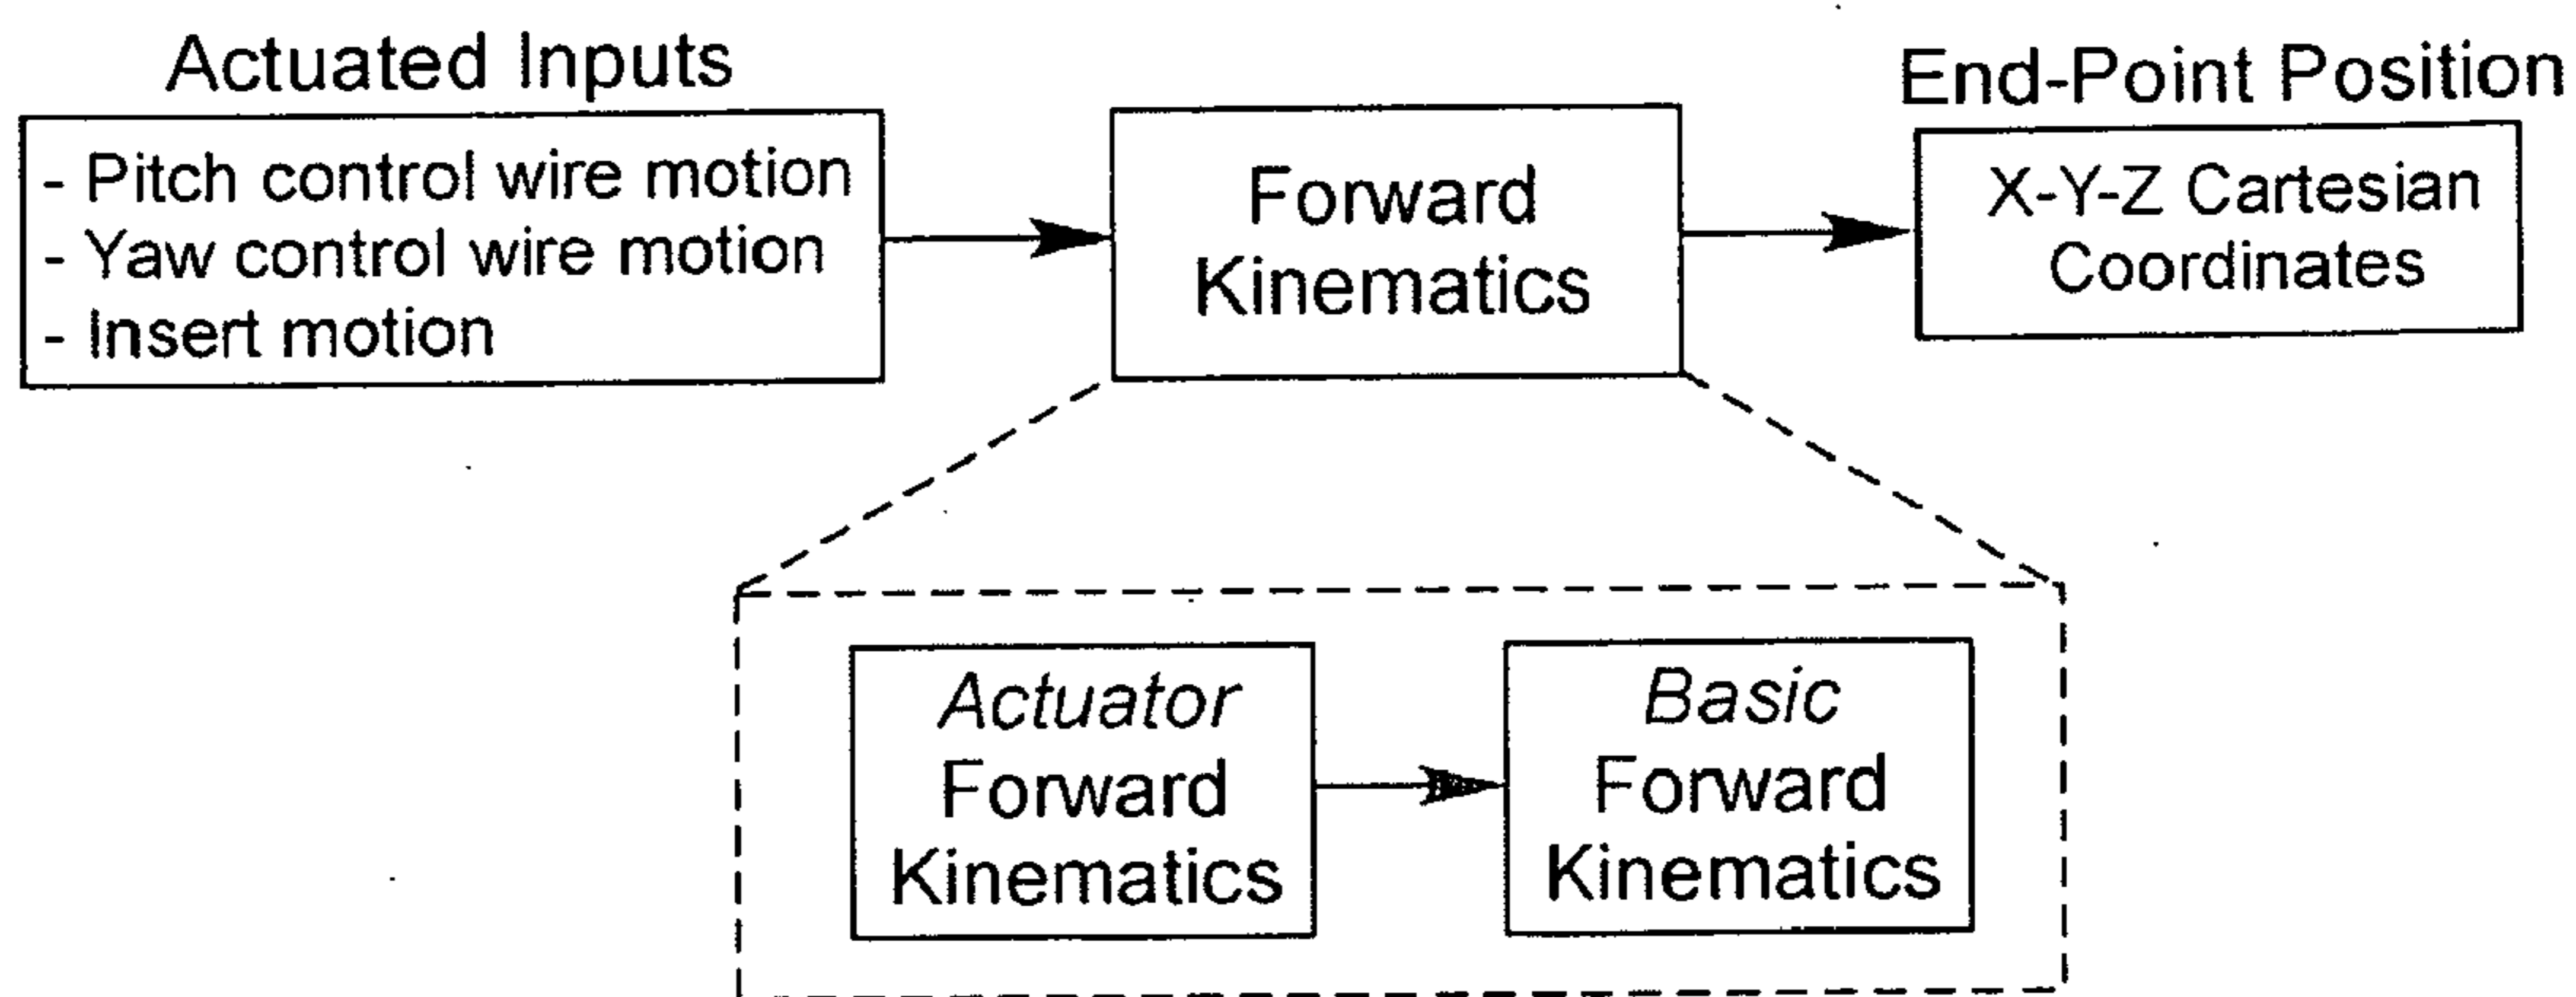 Actuated Inputs
- Pitch control wire motion
- Yaw control wire motion
- Insert motion
Forward
Kinematics
End-Point Position
X-Y-Z Cartesian
Coordinates
Actuator
Forward
Kinematics
Basic
Forward
Kinematics